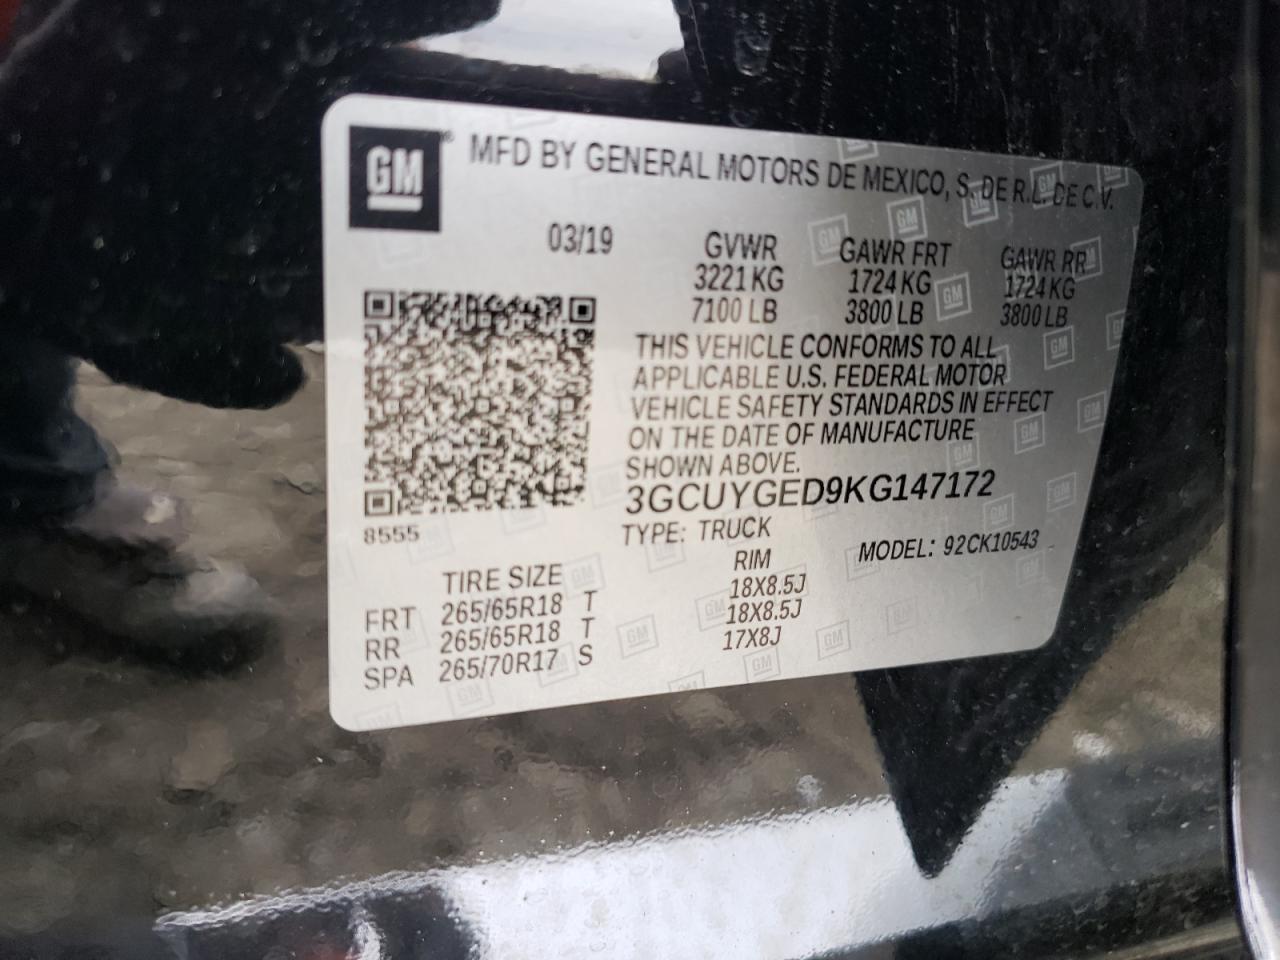 GM
MFD BY GENERAL MOTORS DE MEXICO, S. DE R.L. DE C.V.
03/19 GVWR GAWR FRT GAWR RR
3221 KG 1724 KG 1724 KG
7100 LB 3800 LB 3800 LB
THIS VEHICLE CONFORMS TO ALL
APPLICABLE U.S. FEDERAL MOTOR
VEHICLE SAFETY STANDARDS IN EFFECT
ON THE DATE OF MANUFACTURE
SHOWN ABOVE.
3GCUYGED9KG147172
8555
TYPE: TRUCK MODEL: 92CK10543
TIRE SIZE RIM
FRT 265/65R18 T 18X8.5J
RR 265/65R18 T 18X8.5J
SPA 265/70R17 S 17X8J